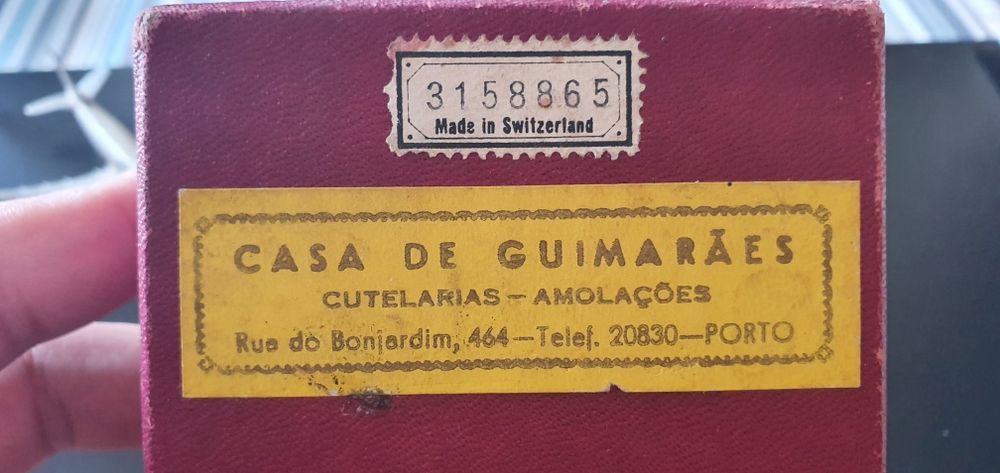 3158865
Made in Switzerland
CASA DE GUIMARÃES
CUTELARIAS - AMOLAÇÕES
Rua do Bonjardim, 464 - Telef. 20830 - PORTO